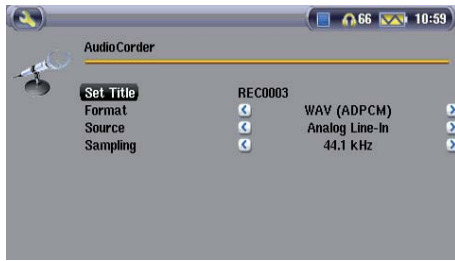 66 10:59
AudioCorder
Set Title REC0003
Format WAV (ADPCM)
Source Analog Line-In
Sampling 44.1 kHz